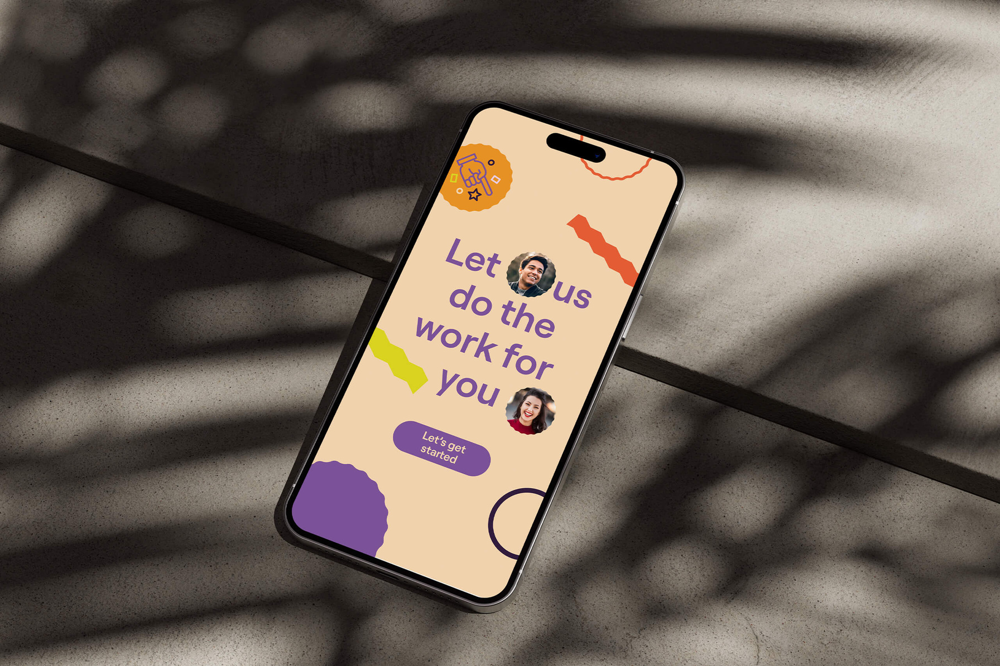 Let us
do the
work for
you
Let's get
started